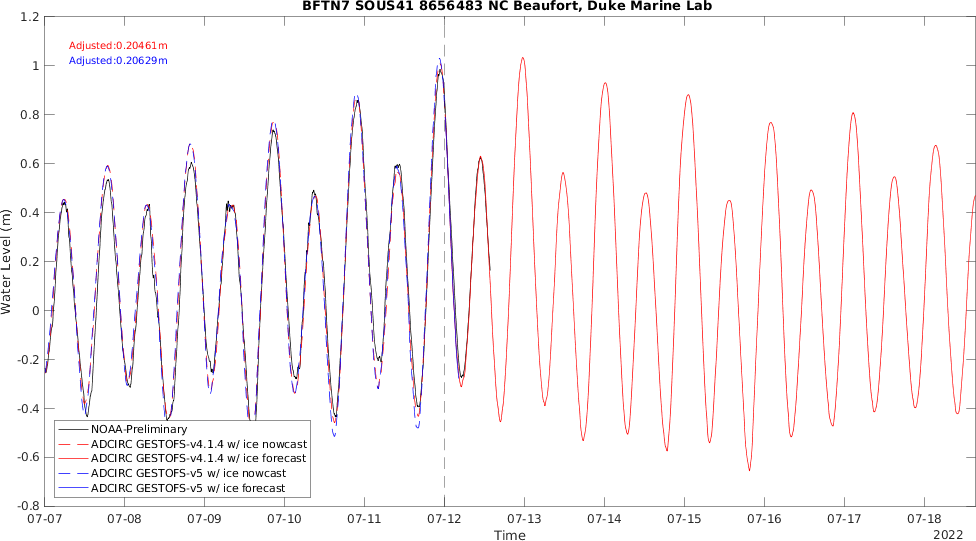 BFTN7 SOUS41 8656483 NC Beaufort, Duke Marine Lab
Adjusted:0.20461m
Adjusted:0.20629m
1.2
1
0.8
0.6
0.4
0.2
0
-0.2
-0.4
-0.6
-0.8
Water Level (m)
NOAA-Preliminary
ADCIRC GESTOFS-v4.1.4 w/ ice nowcast
ADCIRC GESTOFS-v4.1.4 w/ ice forecast
ADCIRC GESTOFS-v5 w/ ice nowcast
ADCIRC GESTOFS-v5 w/ ice forecast
07-07 07-08 07-09 07-10 07-11 07-12 07-13 07-14 07-15 07-16 07-17 07-18
Time
2022